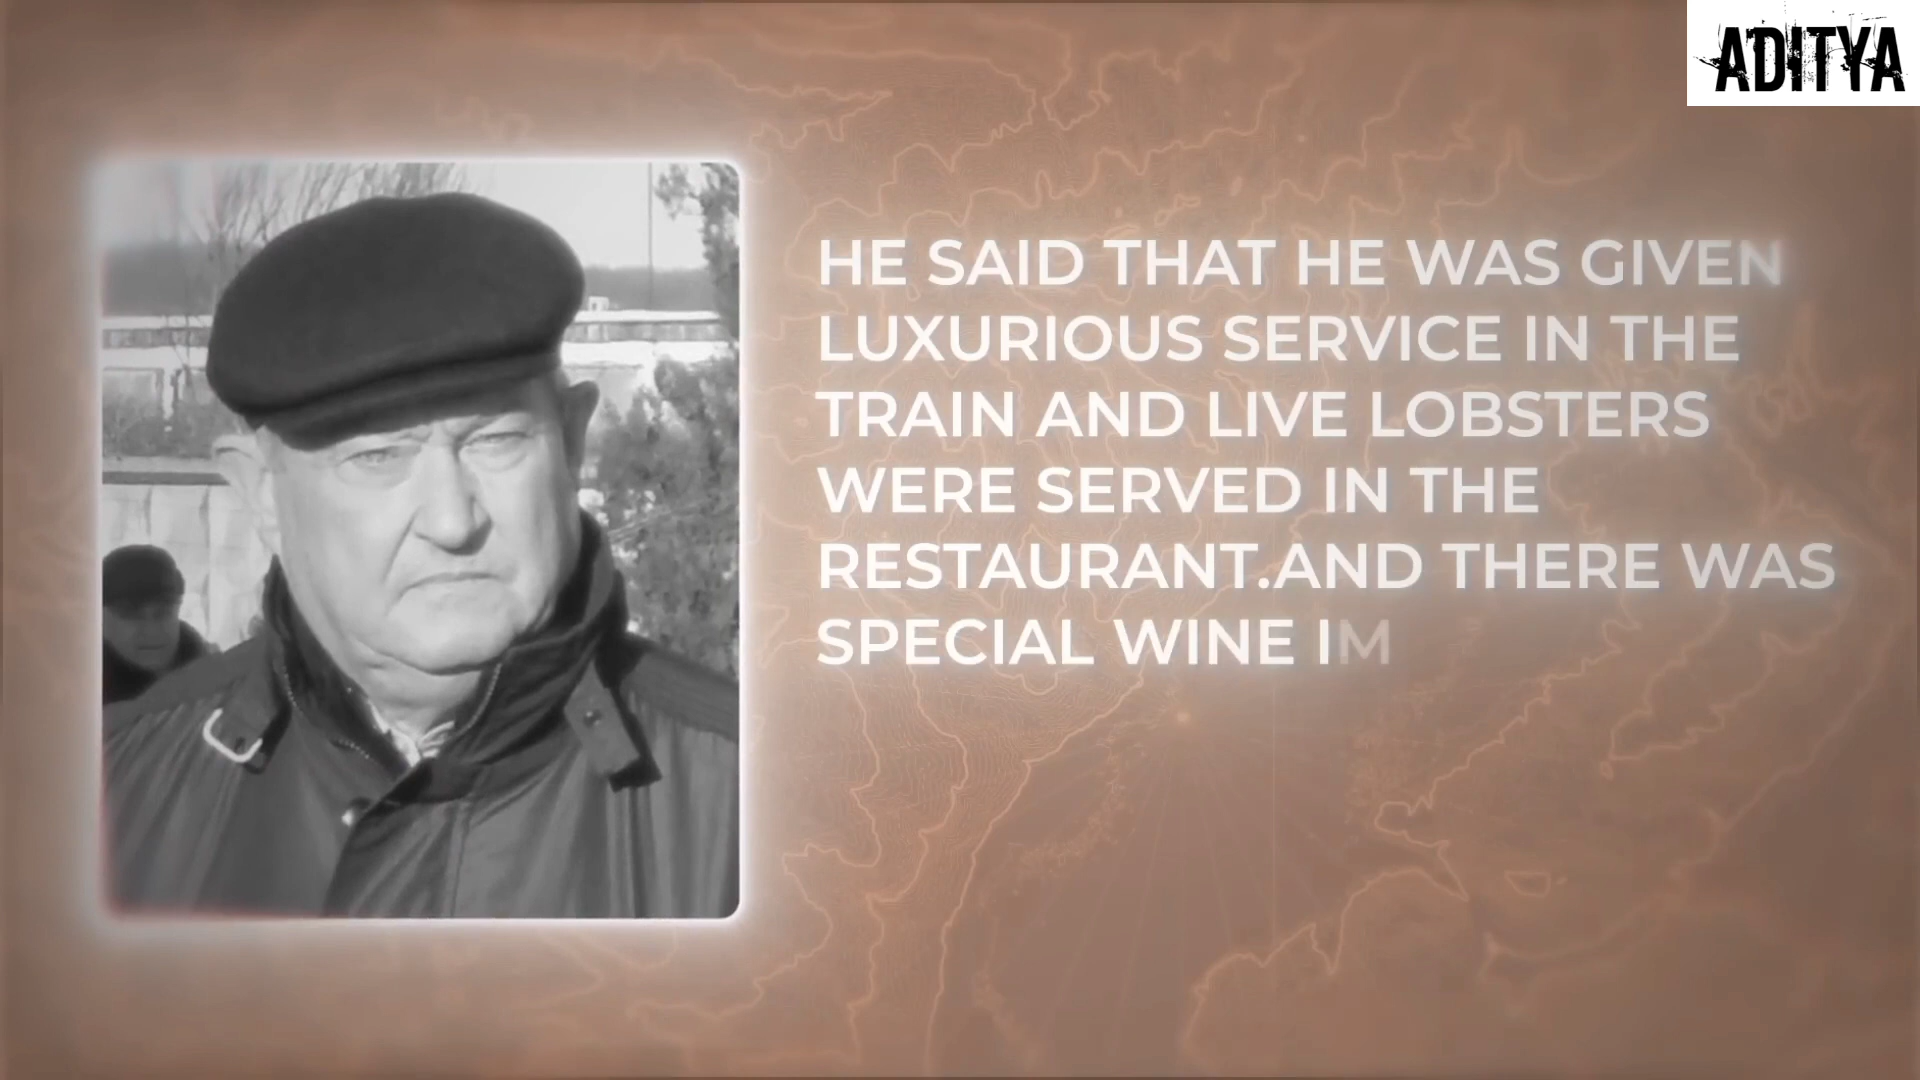 ADITYA
HE SAID THAT HE WAS GIVEN
LUXURIOUS SERVICE IN THE
TRAIN AND LIVE LOBSTERS
WERE SERVED IN THE
RESTAURANT.AND THERE WAS
SPECIAL WINE IM